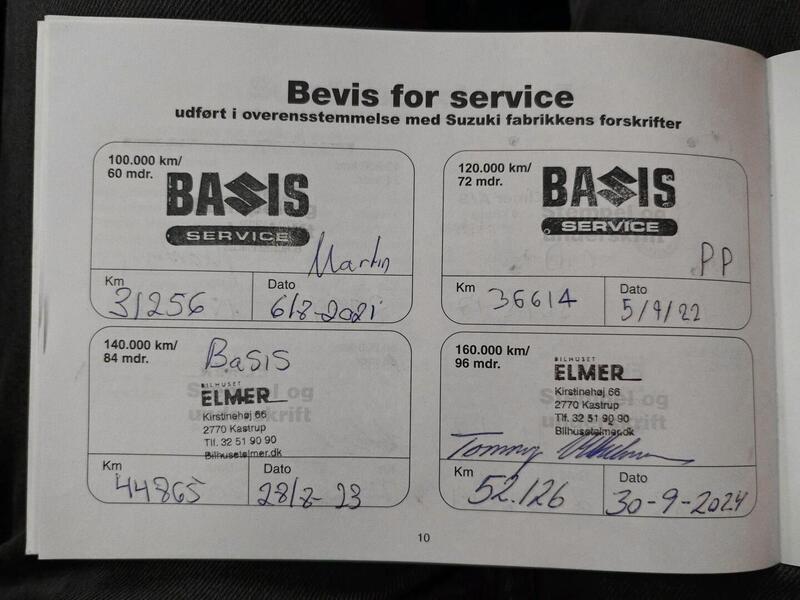 Bevis for service
udført i overensstemmelse med Suzuki fabrikkens forskrifter
100.000 km/
60 mdr.
BASIS
SERVICE
Martin
Km
31256
Dato
6/8-2021
120.000 km/
72 mdr.
BASIS
SERVICE
PP
Km
36614
Dato
5/9/22
140.000 km/
84 mdr.
BASIS
BILHUSET
ELMER
Kirstinehøj 66
2770 Kastrup
Tlf. 32 51 90 90
Bilhusetelmer.dk
Km
44865
Dato
28/8-23
160.000 km/
96 mdr.
BILHUSET
ELMER
Kirstinehøj 66
2770 Kastrup
Tlf. 32 51 90 90
Bilhusetelmer.dk
Tommy
Km
52.126
Dato
30-9-2024
10